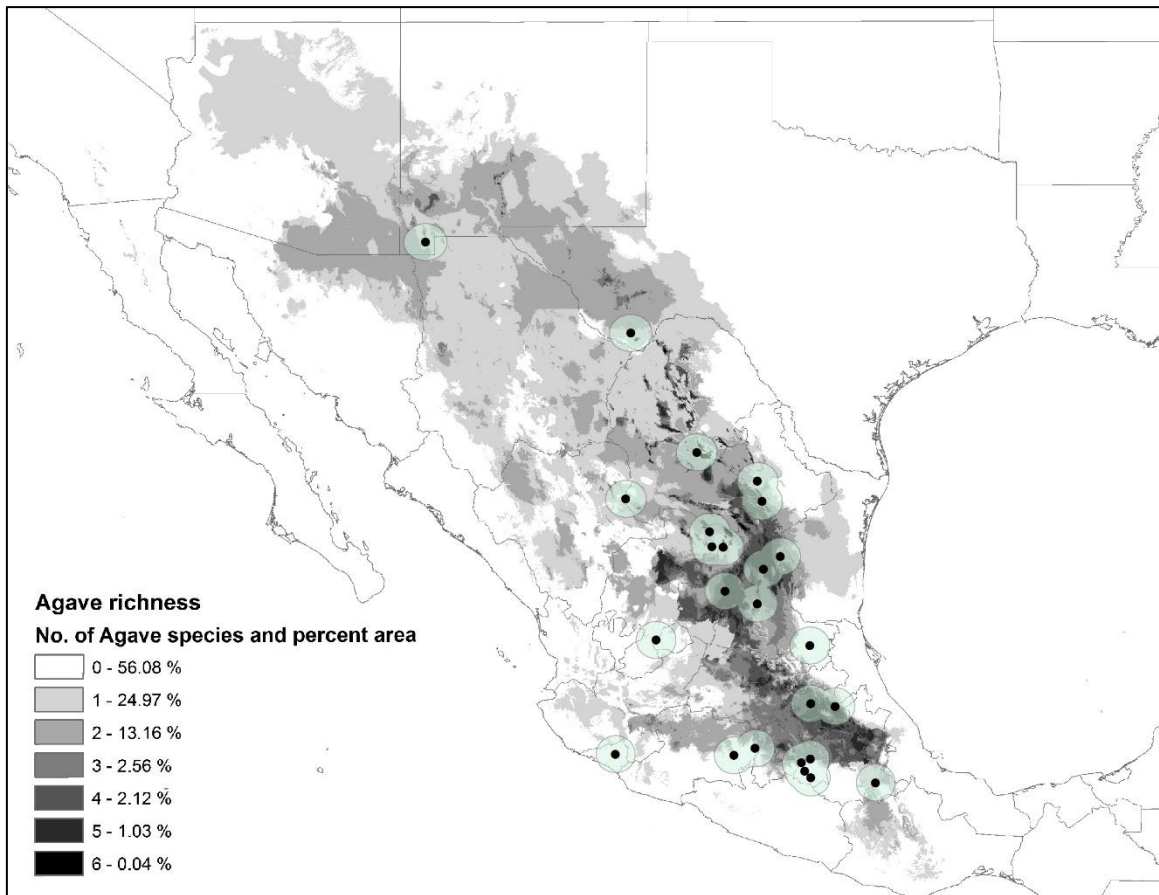 Agave richness
No. of Agave species and percent area
0 - 56.08 %
1 - 24.97 %
2 - 13.16 %
3 - 2.56 %
4 - 2.12 %
5 - 1.03 %
6 - 0.04 %